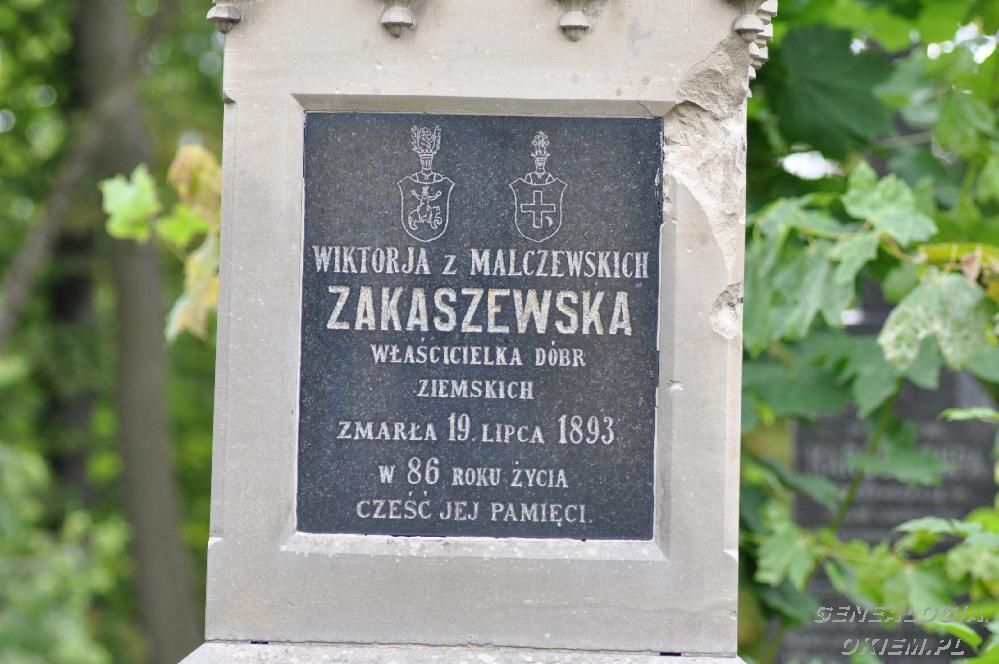 WIKTORJA Z MALCZEWSKICH
ZAKASZEWSKA
WŁAŚCICIELKA DÓBR
ZIEMSKICH
ZMARŁA 19. LIPCA 1893
W 86 ROKU ŻYCIA
CZEŚĆ JEJ PAMIĘCI.
GENEALOGIA.
OKIEM.PL